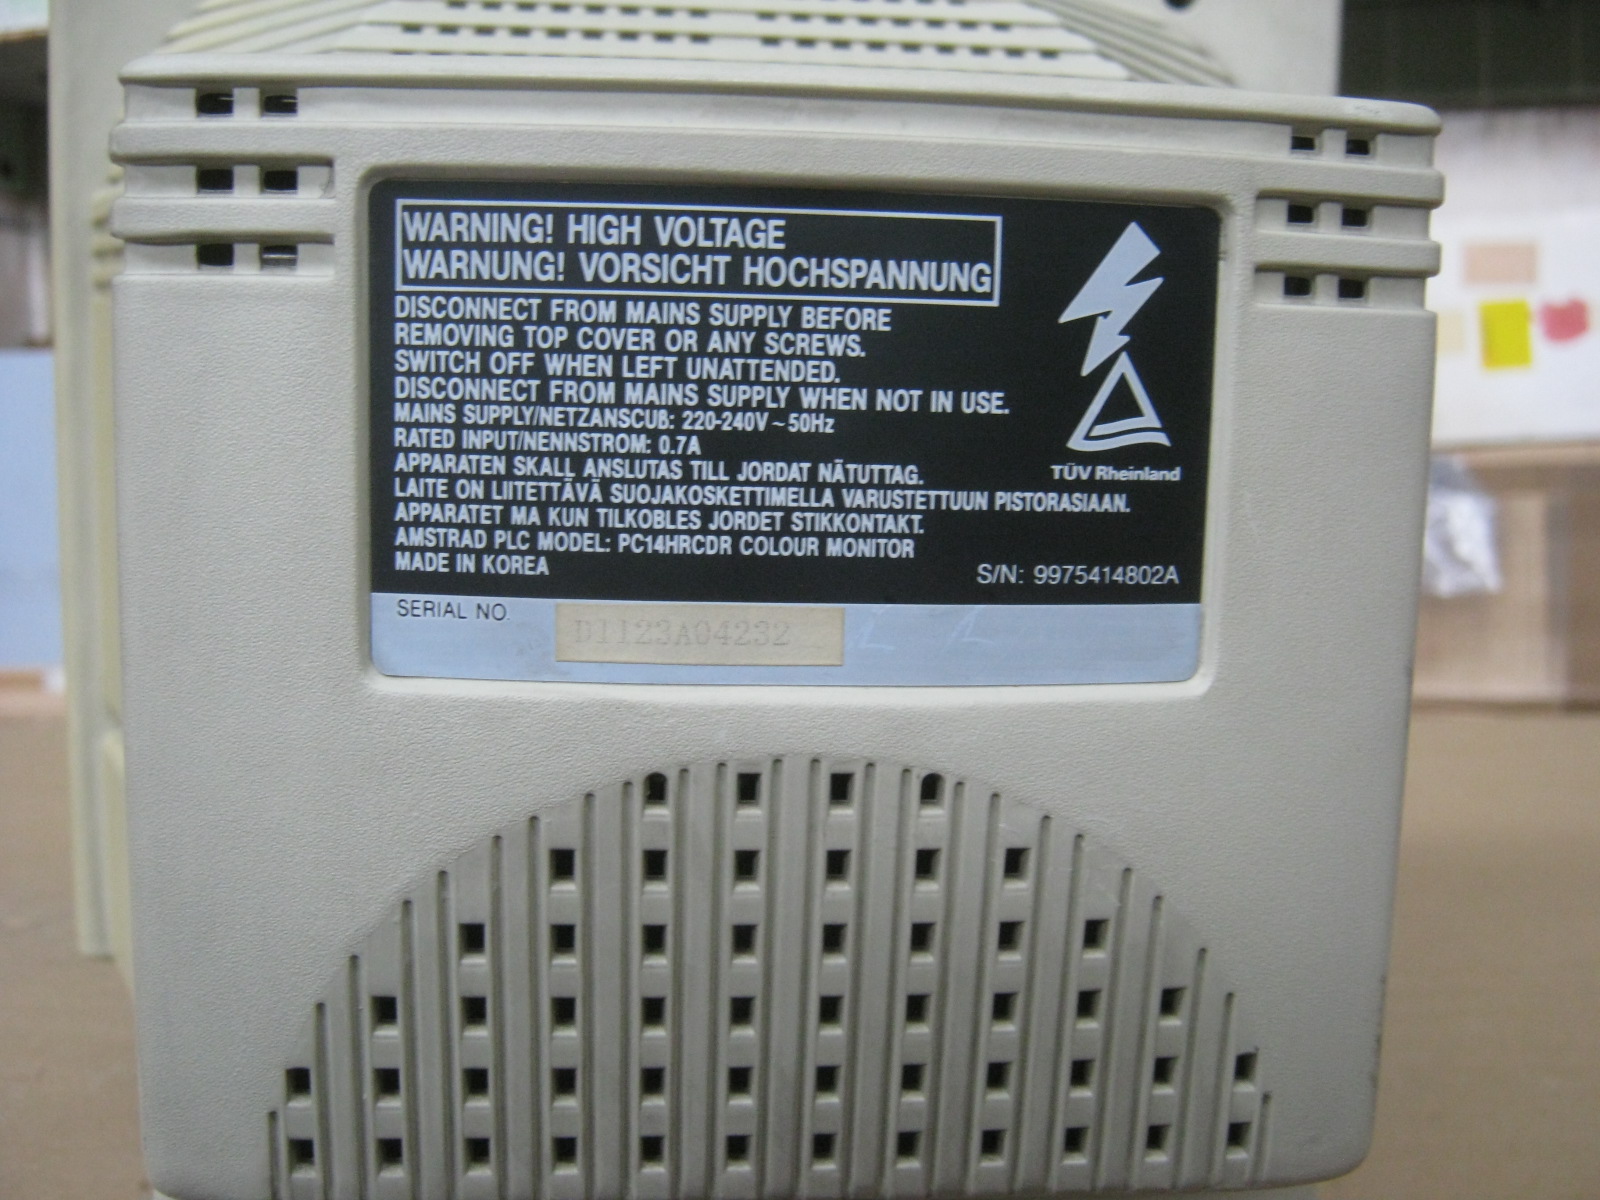 WARNING! HIGH VOLTAGE
WARNUNG! VORSICHT HOCHSPANNUNG
DISCONNECT FROM MAINS SUPPLY BEFORE
REMOVING TOP COVER OR ANY SCREWS.
SWITCH OFF WHEN LEFT UNATTENDED.
DISCONNECT FROM MAINS SUPPLY WHEN NOT IN USE.
MAINS SUPPLY/NETZANSCUß: 220-240V ~ 50Hz
RATED INPUT/NENNSTROM: 0.7A
APPARATEN SKALL ANSLUTAS TILL JORDAT NÄTUTTAG.
LAITE ON LIITETTÄVÄ SUOJAKOSKETTIMELLA VARUSTETTUUN PISTORASIAAN.
APPARATET MA KUN TILKOBLES JORDET STIKKONTAKT.
AMSTRAD PLC MODEL: PC14HRCDR COLOUR MONITOR
MADE IN KOREA
TÜV Rheinland
S/N: 9975414802A
SERIAL NO.
D1123A04232